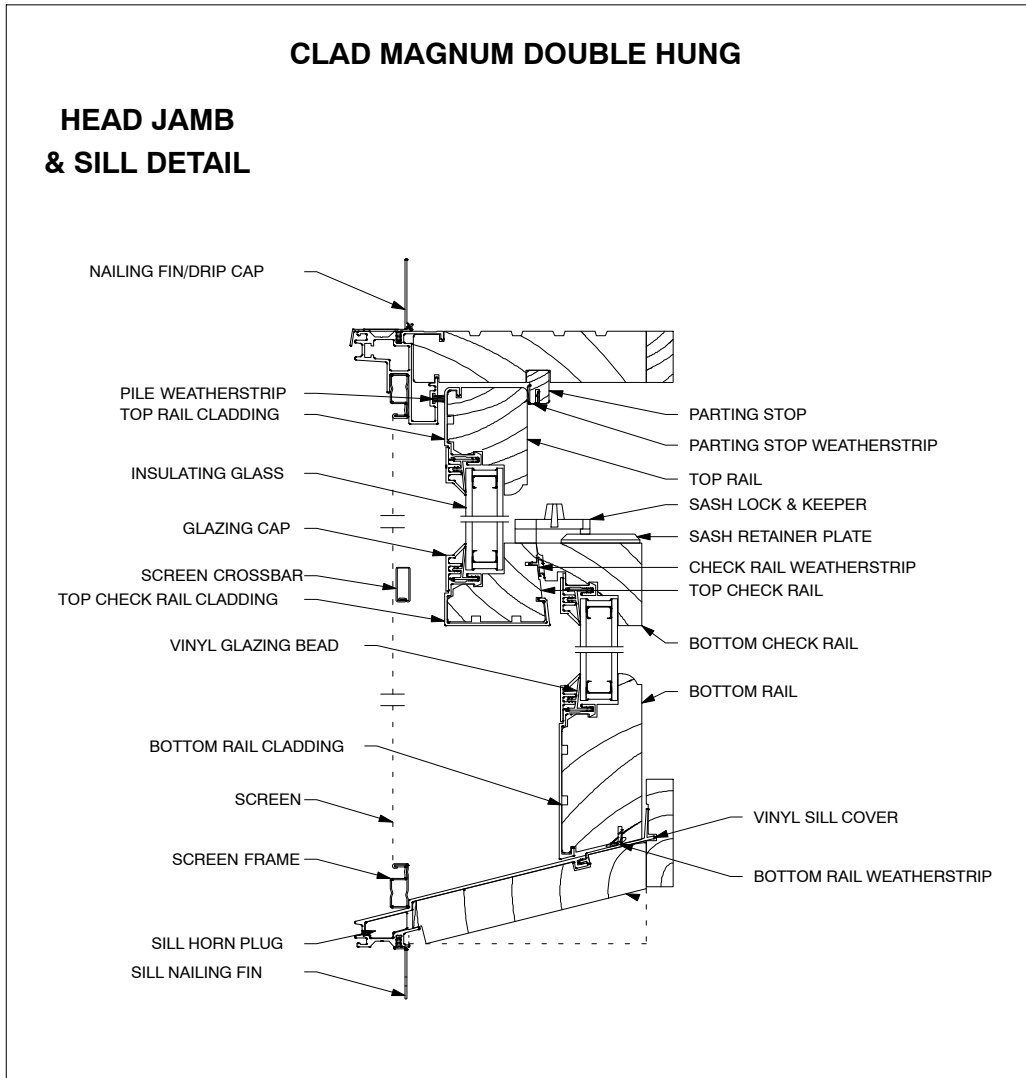 CLAD MAGNUM DOUBLE HUNG
HEAD JAMB
& SILL DETAIL
NAILING FIN/DRIP CAP
PILE WEATHERSTRIP
TOP RAIL CLADDING
INSULATING GLASS
GLAZING CAP
SCREEN CROSSBAR
TOP CHECK RAIL CLADDING
VINYL GLAZING BEAD
BOTTOM RAIL CLADDING
SCREEN
SCREEN FRAME
SILL HORN PLUG
SILL NAILING FIN
PARTING STOP
PARTING STOP WEATHERSTRIP
TOP RAIL
SASH LOCK & KEEPER
SASH RETAINER PLATE
CHECK RAIL WEATHERSTRIP
TOP CHECK RAIL
BOTTOM CHECK RAIL
BOTTOM RAIL
VINYL SILL COVER
BOTTOM RAIL WEATHERSTRIP